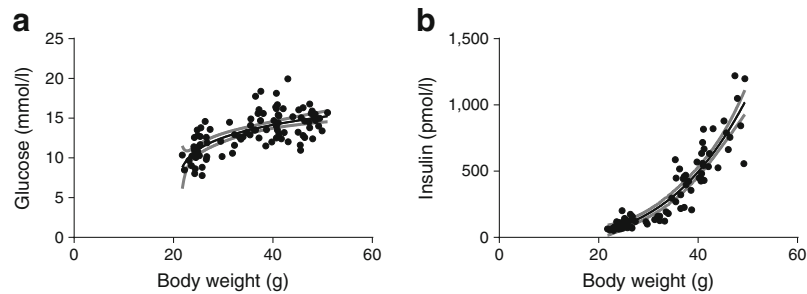 a
Glucose (mmol/l)
25
20
15
10
5
0
0 20 40 60
Body weight (g)
b
Insulin (pmol/l)
1,500
1,000
500
0
0 20 40 60
Body weight (g)